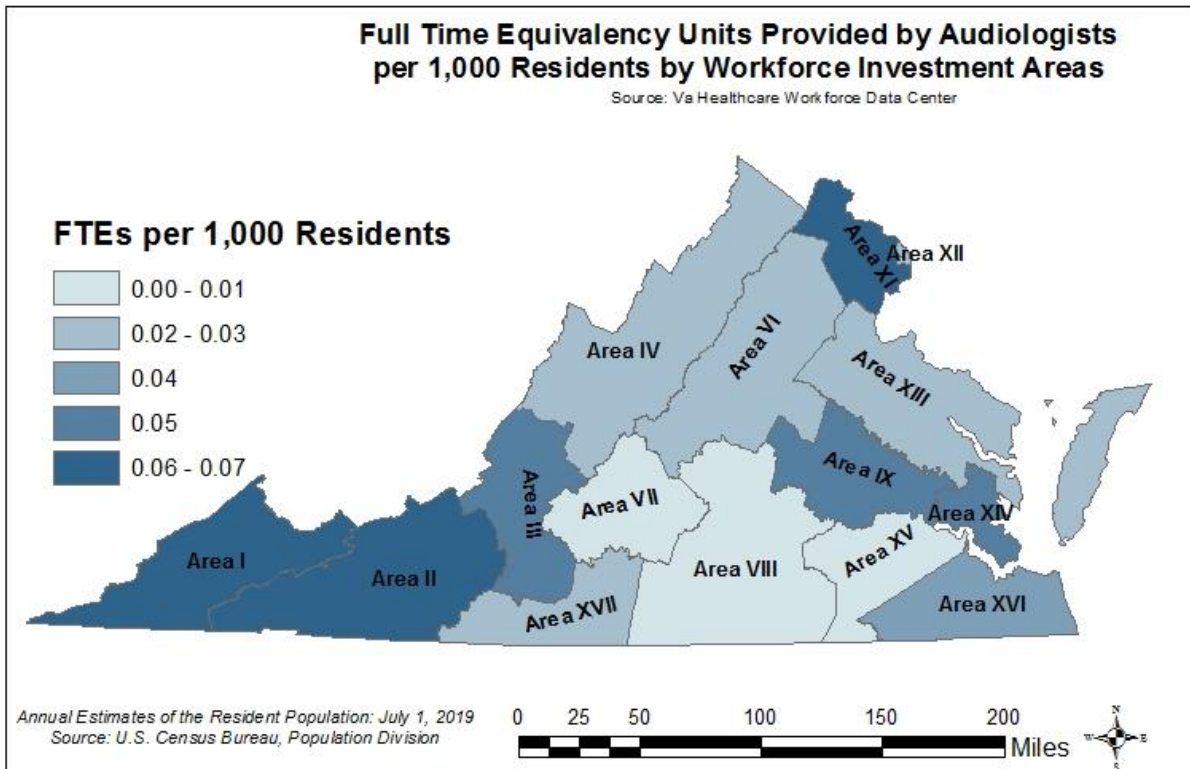 Full Time Equivalency Units Provided by Audiologists
per 1,000 Residents by Workforce Investment Areas
Source: Va Healthcare Workforce Data Center
FTEs per 1,000 Residents
0.00 - 0.01
0.02 - 0.03
0.04
0.05
0.06 - 0.07
Area XI
Area XII
Area IV
Area VI
Area XIII
Area III
Area VII
Area IX
Area XIV
Area I
Area II
Area VIII
Area XV
Area XVII
Area XVI
Annual Estimates of the Resident Population: July 1, 2019
Source: U.S. Census Bureau, Population Division
0 25 50 100 150 200
Miles
N
W E
S